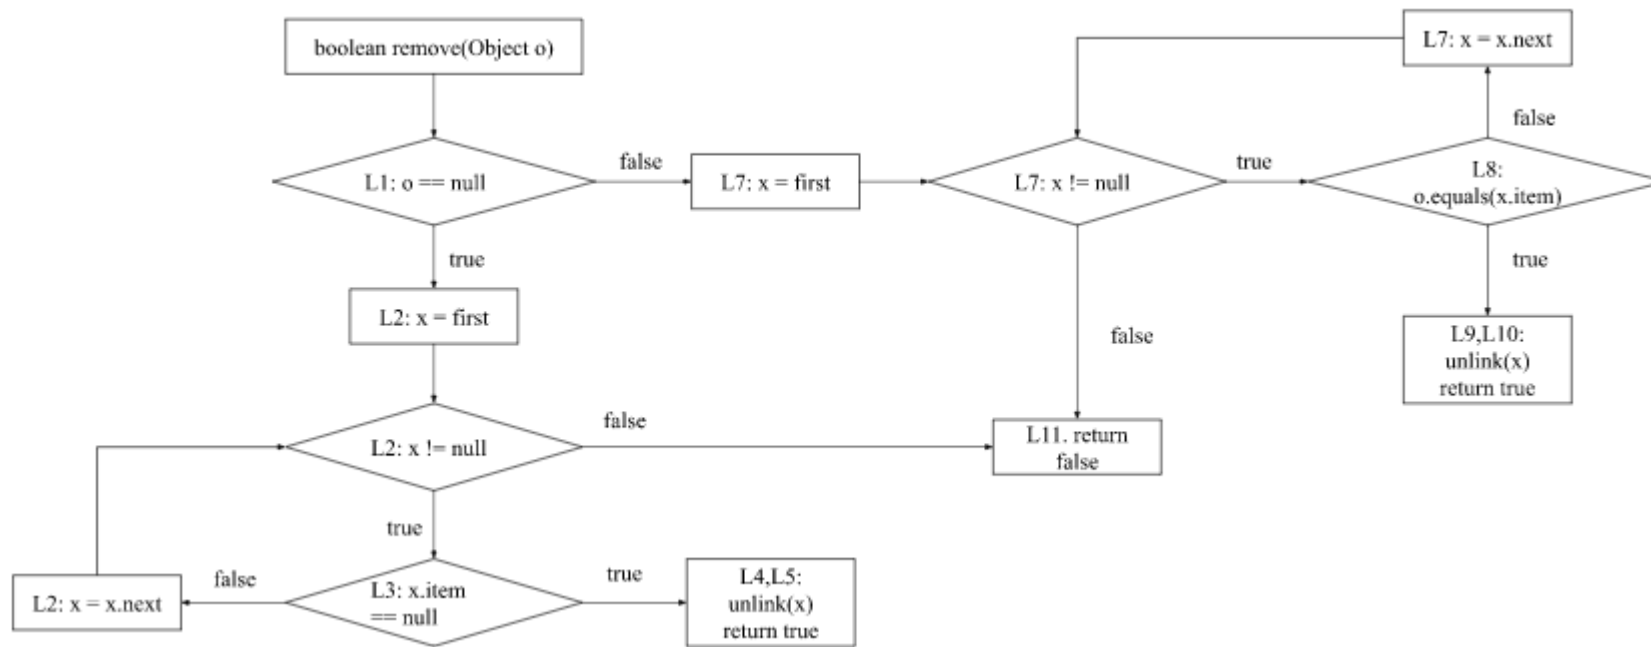 boolean remove(Object o)
L7: x = x.next
false
L1: o == null
false
L7: x = first
L7: x != null
true
L8:
o.equals(x.item)
true
true
L2: x = first
false
L9,L10:
unlink(x)
return true
L2: x != null
false
L11. return
false
true
L2: x = x.next
false
L3: x.item
== null
true
L4,L5:
unlink(x)
return true